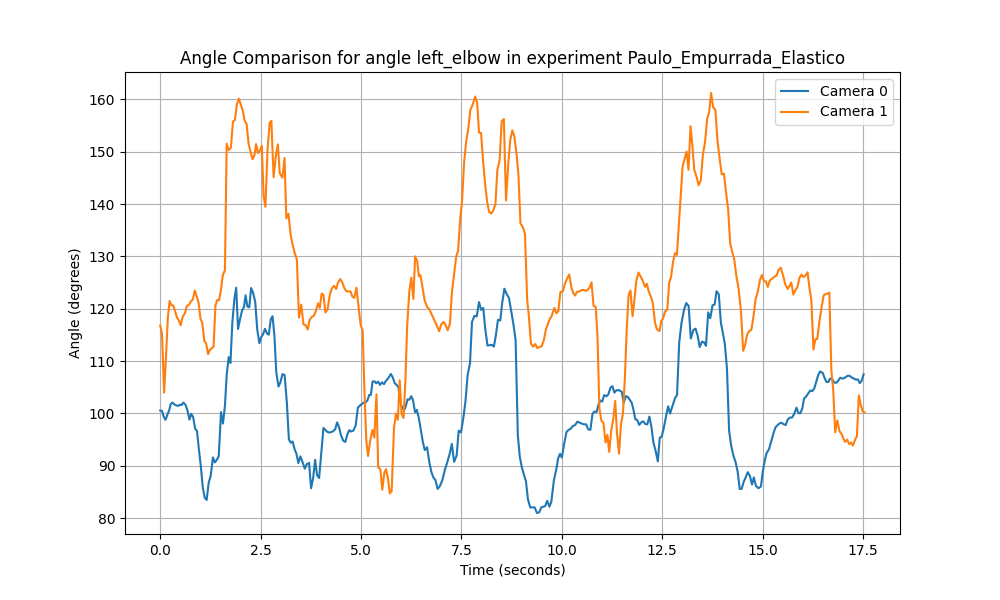 Angle Comparison for angle left_elbow in experiment Paulo_Empurrada_Elastico
Camera 0
Camera 1
Angle (degrees)
160
150
140
130
120
110
100
90
80
0.0 2.5 5.0 7.5 10.0 12.5 15.0 17.5
Time (seconds)